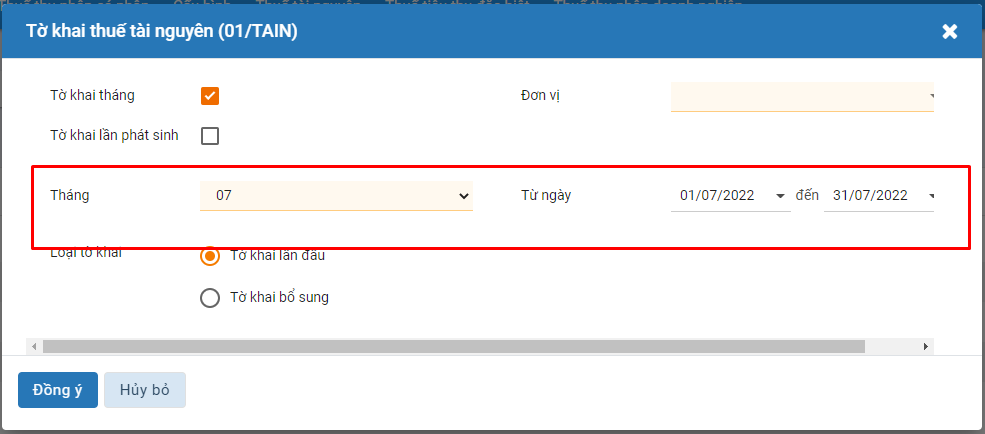 Tờ khai thuế tài nguyên (01/TAIN)
Tờ khai tháng
Đơn vị
Tờ khai lần phát sinh
Tháng 07 Từ ngày 01/07/2022 đến 31/07/2022
Loại tờ khai
Tờ khai lần đầu
Tờ khai bổ sung
Đồng ý Hủy bỏ